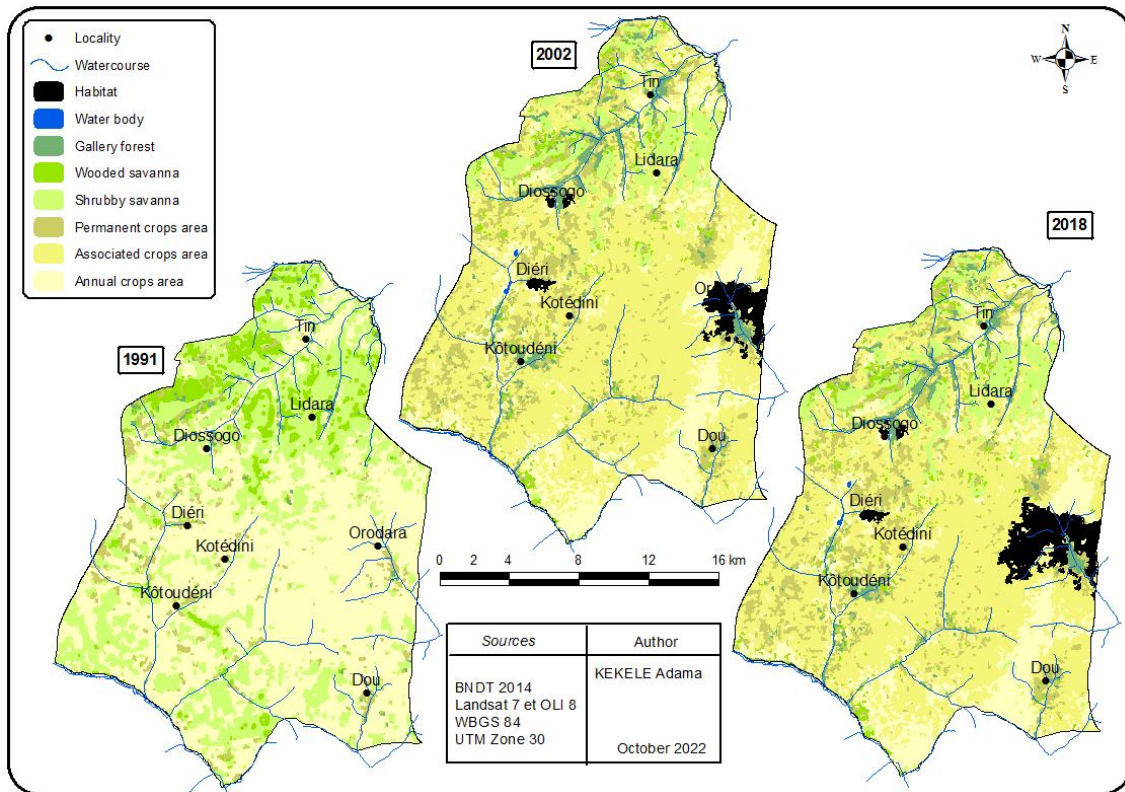 Locality
Watercourse
Habitat
Water body
Gallery forest
Wooded savanna
Shrubby savanna
Permanent crops area
Associated crops area
Annual crops area
2002
N
W E
S
Tin
Lidara
Diossogo
Diéri
Kotédini
Or
Kôtoudéni
Dou
1991
Tin
Lidara
Diossogo
Diéri
Kotédini
Orodara
Kôtoudéni
Dou
2018
Tin
Lidara
Diossogo
Diéri
Kotédini
Kôtoudéni
Dou
0 2 4 8 12 16 km
Sources Author
KEKELE Adama
BNDT 2014
Landsat 7 et OLI 8
WBGS 84
UTM Zone 30
October 2022